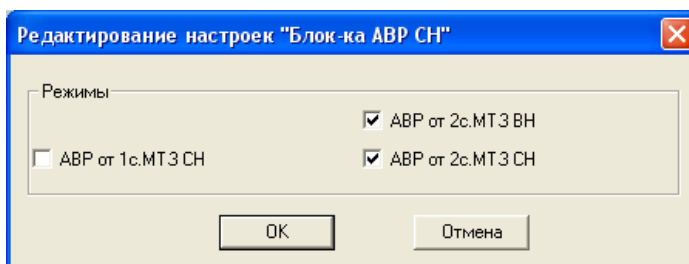 Редактирование настроек "Блок-ка АВР СН"
Режимы
АВР от 2с.МТЗ ВН
АВР от 1с.МТЗ СН
АВР от 2с.МТЗ СН
OK
Отмена